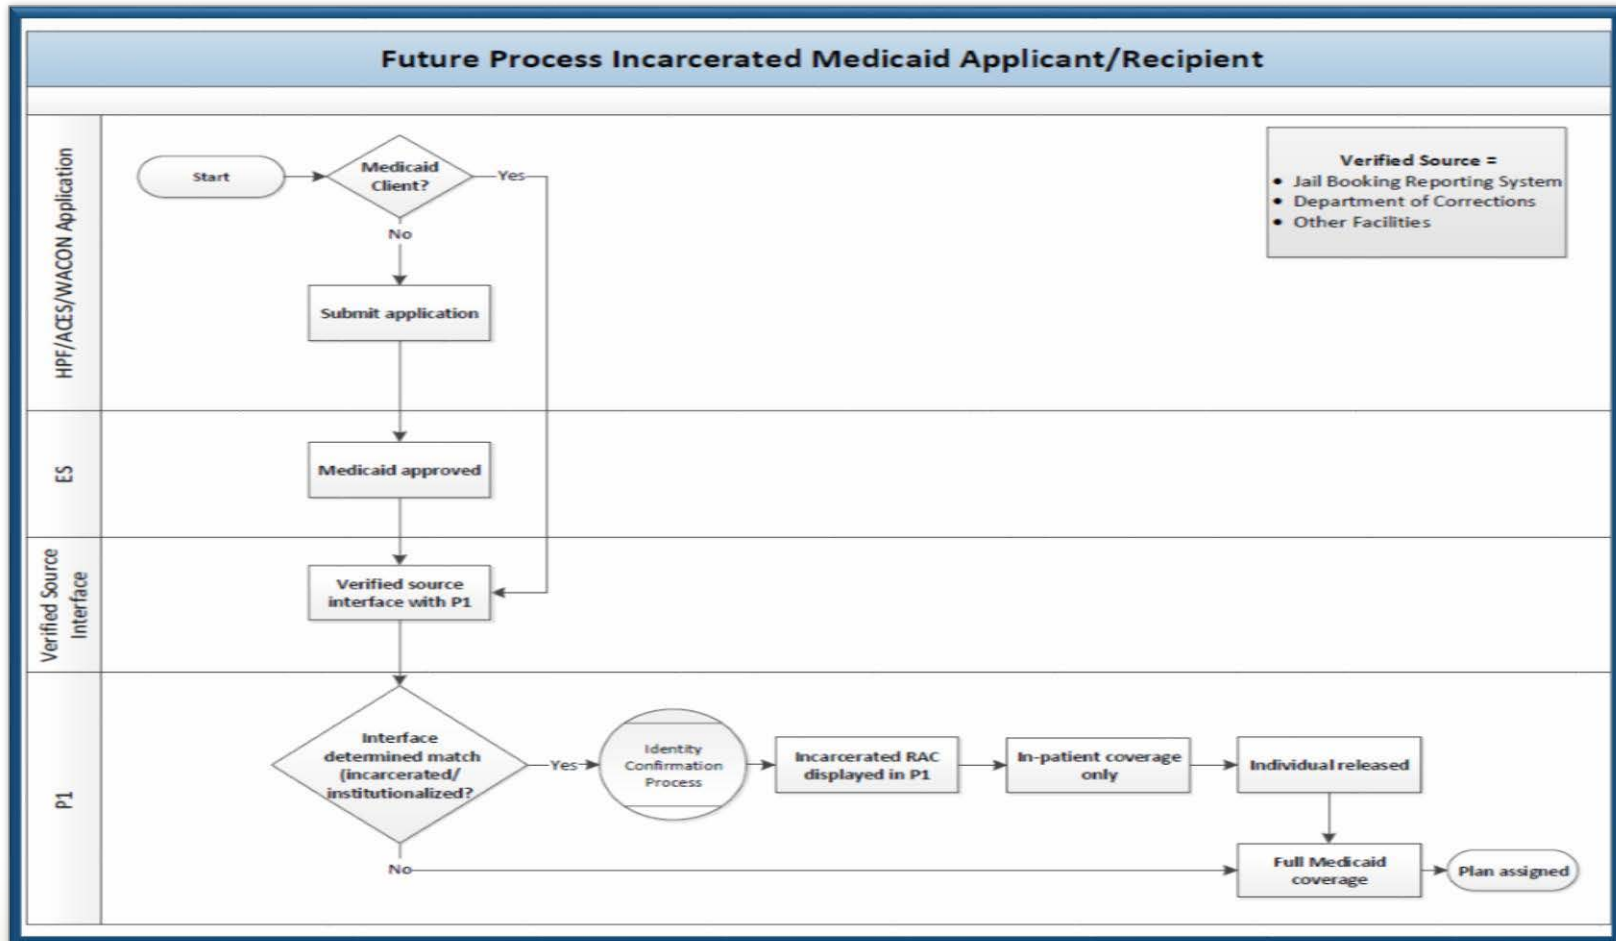 Future Process Incarcerated Medicaid Applicant/Recipient
HPF/ACES/WACON Application
Start
Medicaid
Client?
Yes
No
Submit application
Verified Source =
• Jail Booking Reporting System
• Department of Corrections
• Other Facilities
ES
Medicaid approved
Verified Source
Interface
Verified source
interface with P1
P1
Interface
determined match
(incarcerated/
institutionalized?
Yes
Identity
Confirmation
Process
Incarcerated RAC
displayed in P1
In-patient coverage
only
Individual released
No
Full Medicaid
coverage
Plan assigned